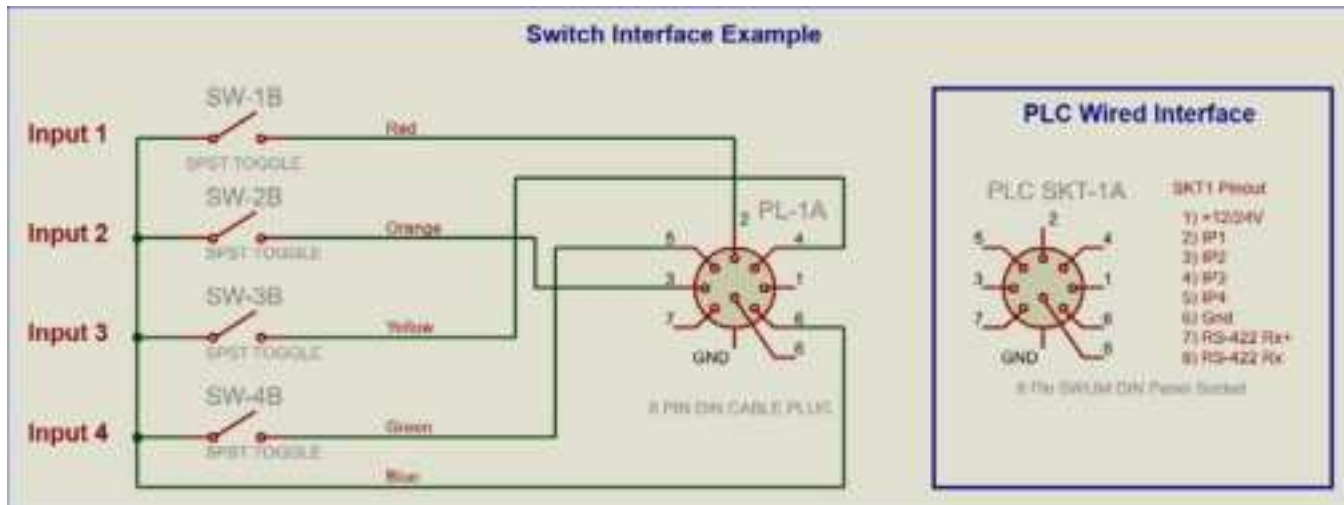 Switch Interface Example
SW-1B
Input 1
Red
SPST TOGGLE
SW-2B
Input 2
Orange
SPST TOGGLE
SW-3B
Input 3
Yellow
SPST TOGGLE
SW-4B
Input 4
Green
SPST TOGGLE
Blue
PL-1A
2
5
4
3
1
7
6
GND
8 PIN DIN CABLE PLUG
PLC Wired Interface
PLC SKT-1A
2
5
4
3
1
7
GND
SKT1 Pinout
1) +12/24V
2) IP1
3) IP2
4) IP3
5) IP4
6) Gnd
7) RS-422 Rx+
8) RS-422 Rx
DIN Panel Socket